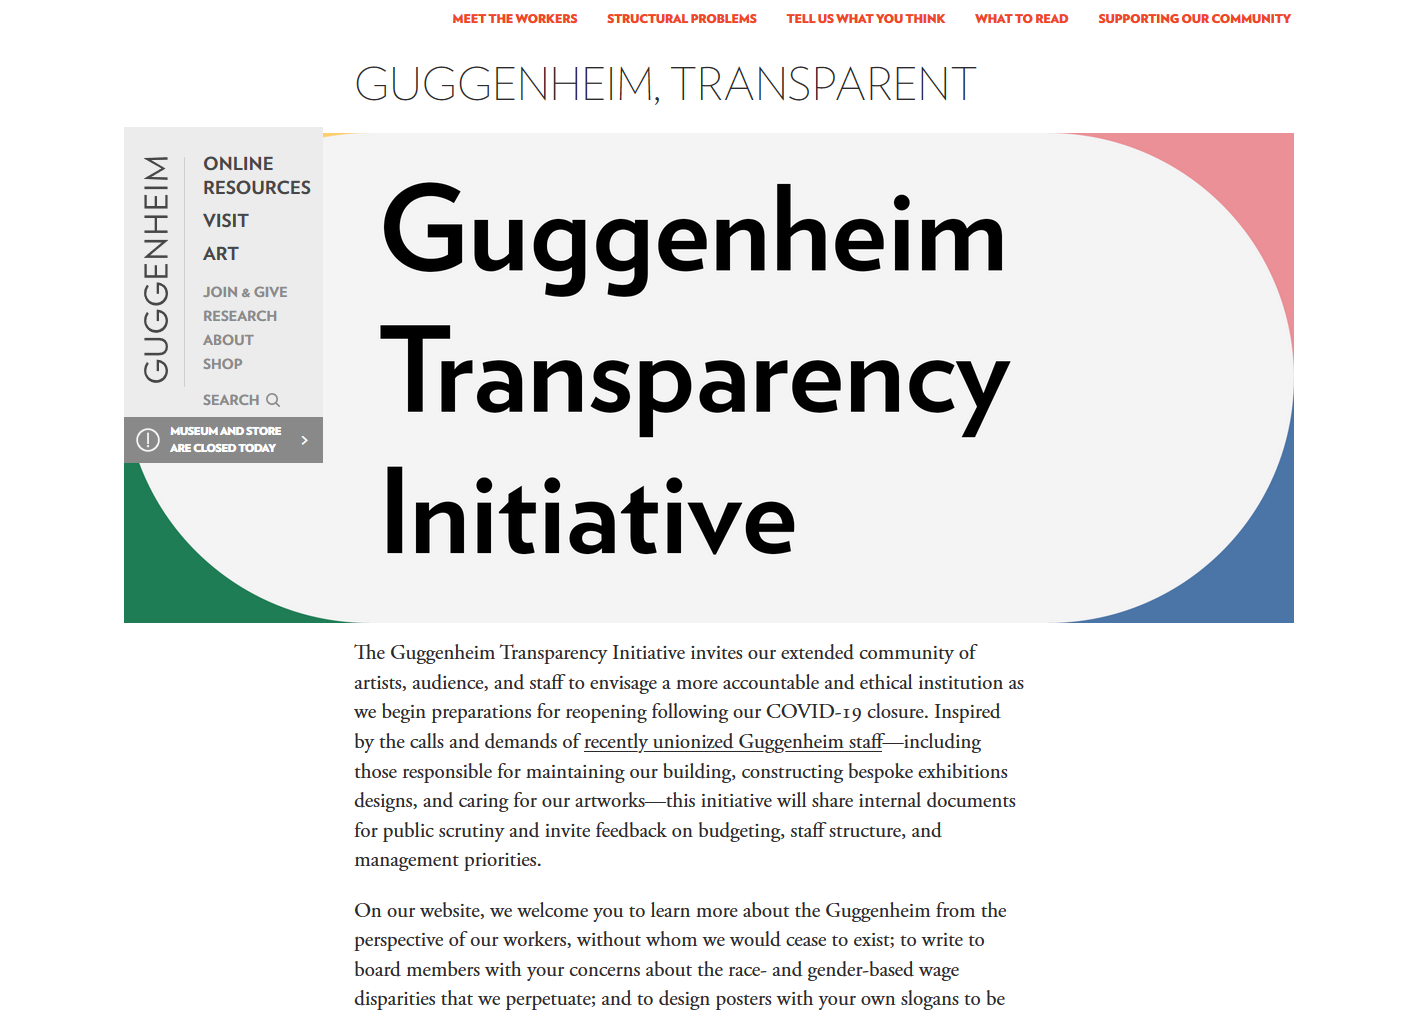 MEET THE WORKERS STRUCTURAL PROBLEMS TELL US WHAT YOU THINK WHAT TO READ SUPPORTING OUR COMMUNITY
GUGGENHEIM, TRANSPARENT
GUGGENHEIM
ONLINE
RESOURCES
VISIT
ART
JOIN & GIVE
RESEARCH
ABOUT
SHOP
SEARCH
MUSEUM AND STORE
ARE CLOSED TODAY
Guggenheim
Transparency
Initiative
The Guggenheim Transparency Initiative invites our extended community of
artists, audience, and staff to envisage a more accountable and ethical institution as
we begin preparations for reopening following our COVID-19 closure. Inspired
by the calls and demands of recently unionized Guggenheim staff—including
those responsible for maintaining our building, constructing bespoke exhibitions
designs, and caring for our artworks—this initiative will share internal documents
for public scrutiny and invite feedback on budgeting, staff structure, and
management priorities.
On our website, we welcome you to learn more about the Guggenheim from the
perspective of our workers, without whom we would cease to exist; to write to
board members with your concerns about the race- and gender-based wage
disparities that we perpetuate; and to design posters with your own slogans to be